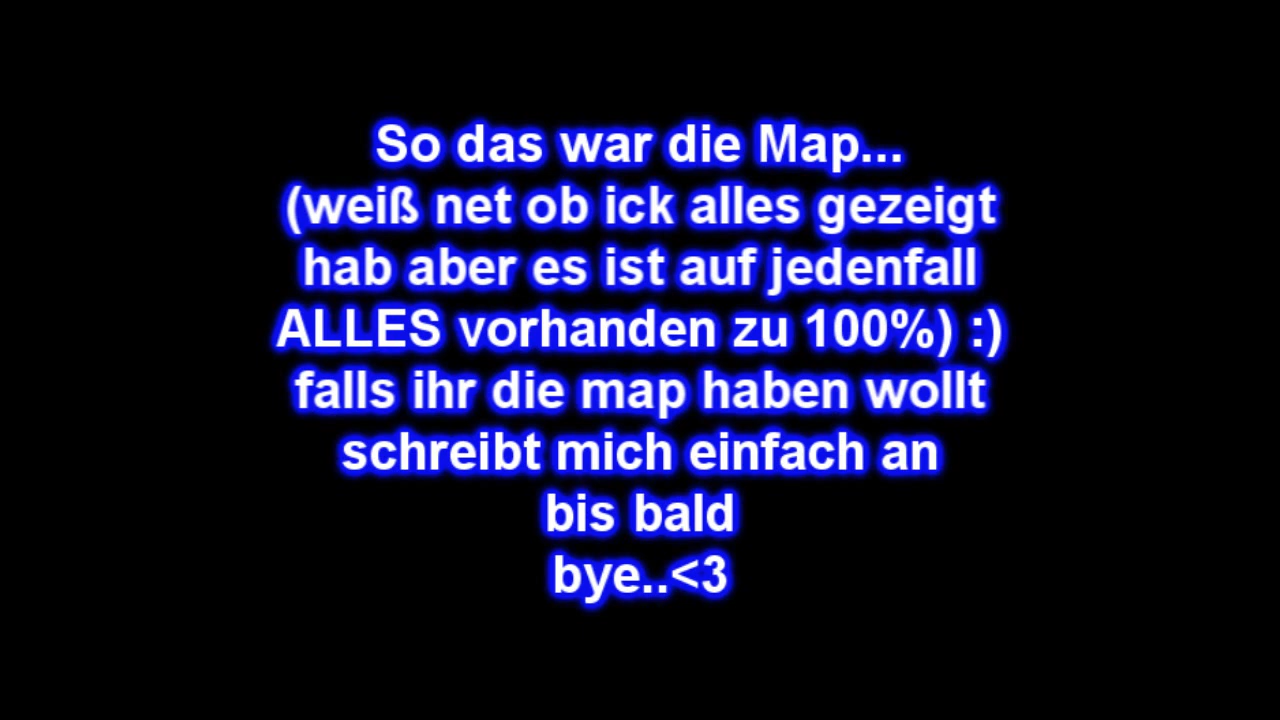 So das war die Map...
(weiß net ob ick alles gezeigt
hab aber es ist auf jedenfall
ALLES vorhanden zu 100%) :)
falls ihr die map haben wollt
schreibt mich einfach an
bis bald
bye..<3